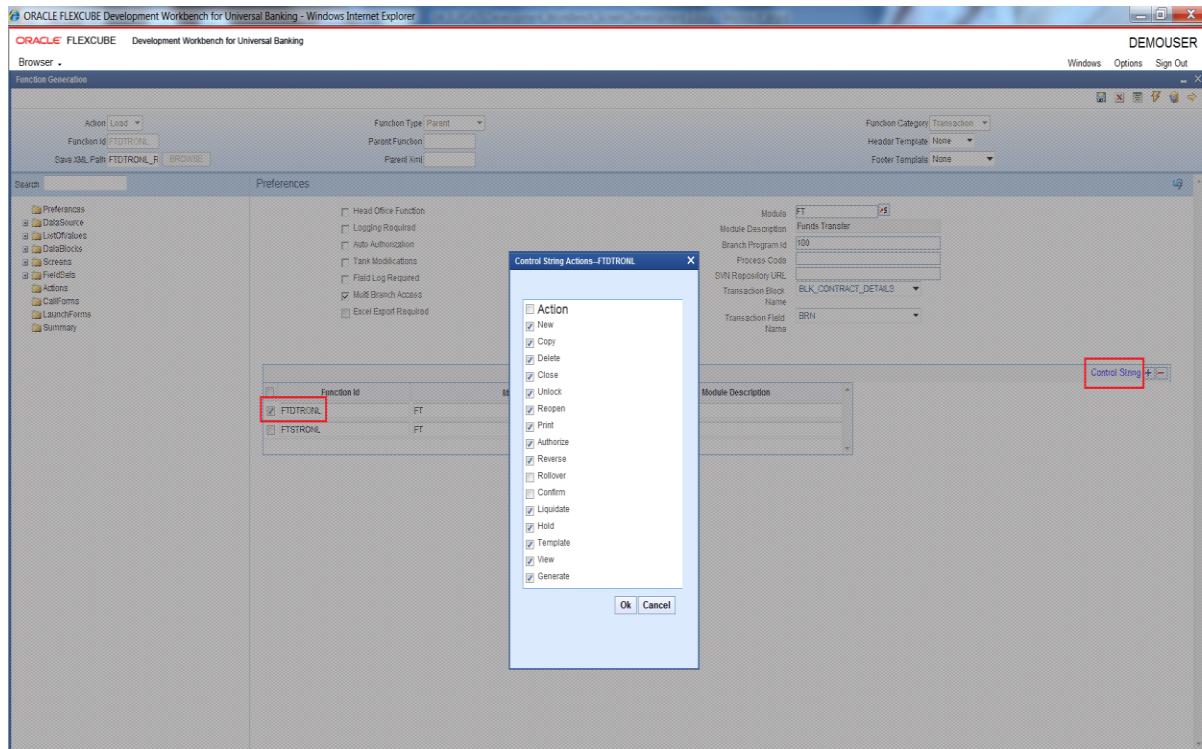 ORACLE FLEXCUBE Development Workbench for Universal Banking - Windows Internet Explorer
ORACLE FLEXCUBE Development Workbench for Universal Banking
DEMOUSER
Browser
Windows Options Sign Out
Function Generation
Action Load Function Type Parent Function Category Transaction
Function Id FTDTRONL Parent Function Header Template None
Save XML Path FTDTRONL_R BROWSE Parent Xml Footer Template None
Search Preferences
Preferences
DataSource
ListOfValues
DataBlocks
Screens
FieldSets
Actions
CallForms
LaunchForms
Summary
Head Office Function
Logging Required
Auto Authorization
Tank Modifications
Field Log Required
Multi Branch Access
Excel Export Required
Module FT
Module Description Funds Transfer
Branch Program Id 100
Process Code
SVN Repository URL
Transaction Block Name BLK_CONTRACT_DETAILS
Transaction Field Name BRN
Control String + -
Function Id Module Description
FTDTRONL FT
FTSTRONL FT
Control String Actions--FTDTRONL X
Action
New
Copy
Delete
Close
Unlock
Reopen
Print
Authorize
Reverse
Rollover
Confirm
Liquidate
Hold
Template
View
Generate
Ok Cancel